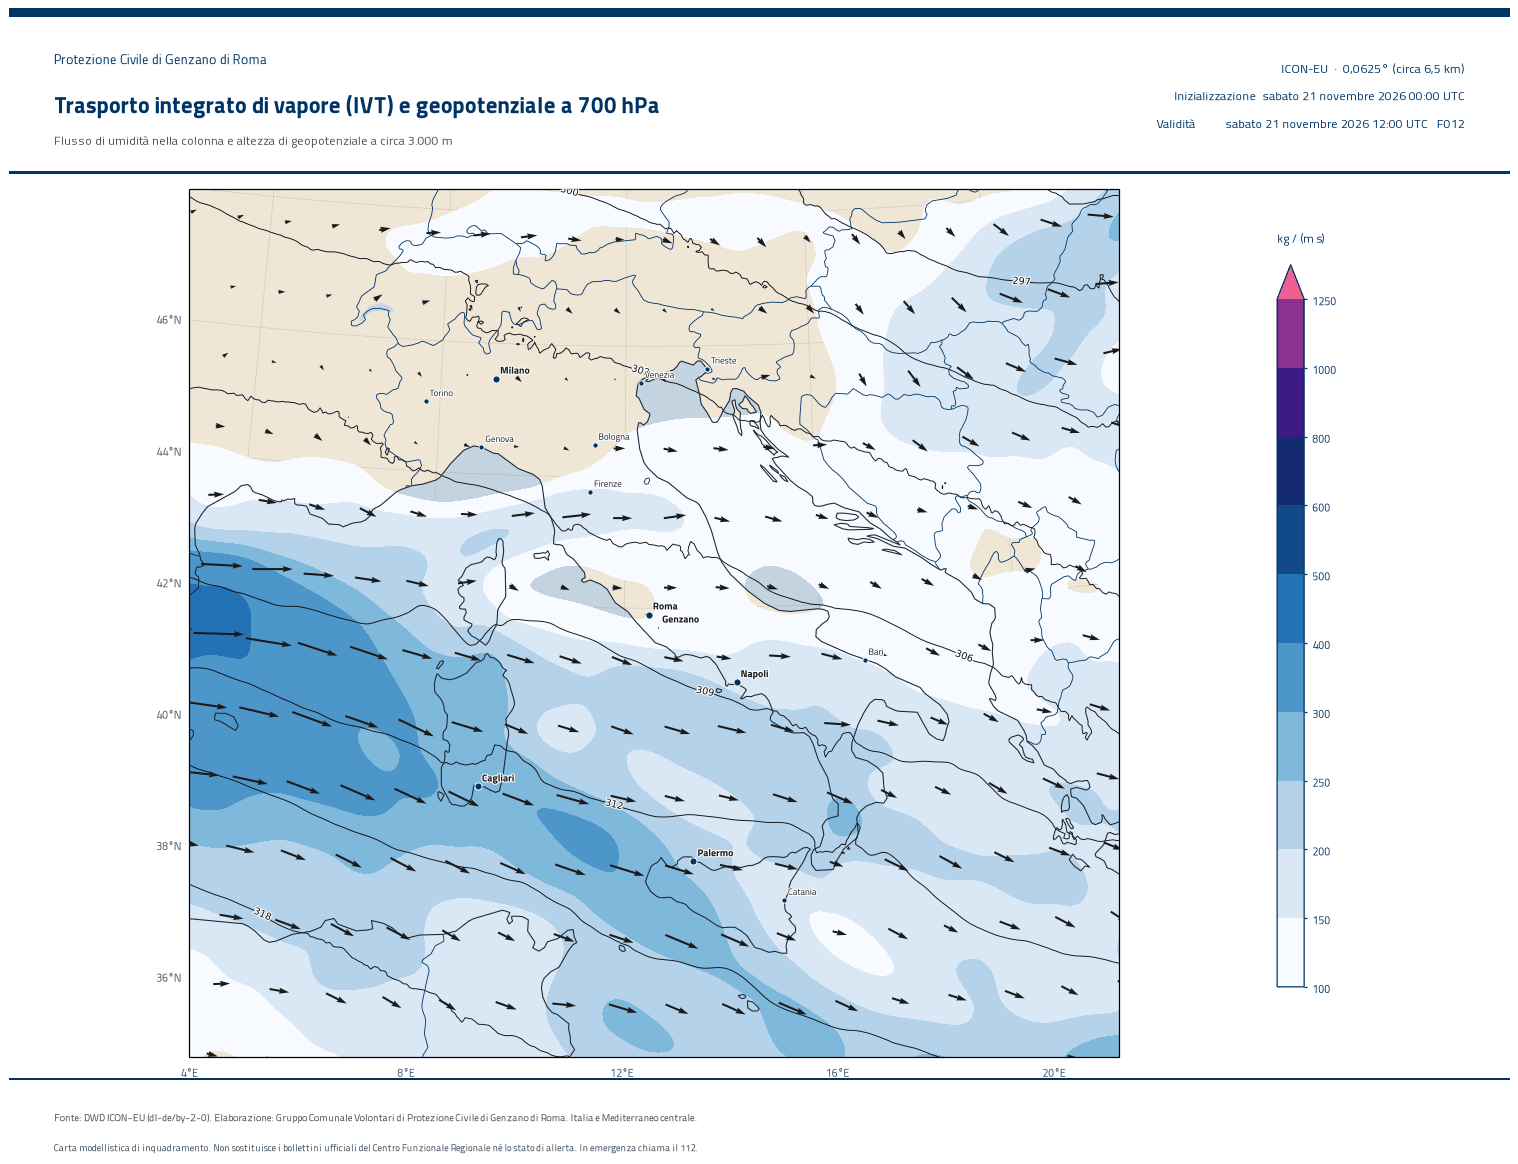 Protezione Civile di Genzano di Roma
Trasporto integrato di vapore (IVT) e geopotenziale a 700 hPa
Flusso di umidità nella colonna e altezza di geopotenziale a circa 3.000 m
ICON-EU · 0,0625° (circa 6,5 km)
Inizializzazione sabato 21 novembre 2026 00:00 UTC
Validità sabato 21 novembre 2026 12:00 UTC F012
kg / (m s)
1250
1000
800
600
500
400
300
250
200
150
100
46°N
44°N
42°N
40°N
38°N
36°N
4°E
8°E
12°E
16°E
20°E
300
297
Trieste
Venezia
Milano
Torino
Genova
Bologna
Firenze
Roma
Genzano
Bari
306
309
Napoli
Cagliari
312
Palermo
Catania
318
Fonte: DWD ICON-EU (dl-de/by-2-0). Elaborazione: Gruppo Comunale Volontari di Protezione Civile di Genzano di Roma. Italia e Mediterraneo centrale.
Carta modellistica di inquadramento. Non sostituisce i bollettini ufficiali del Centro Funzionale Regionale né lo stato di allerta. In emergenza chiama il 112.